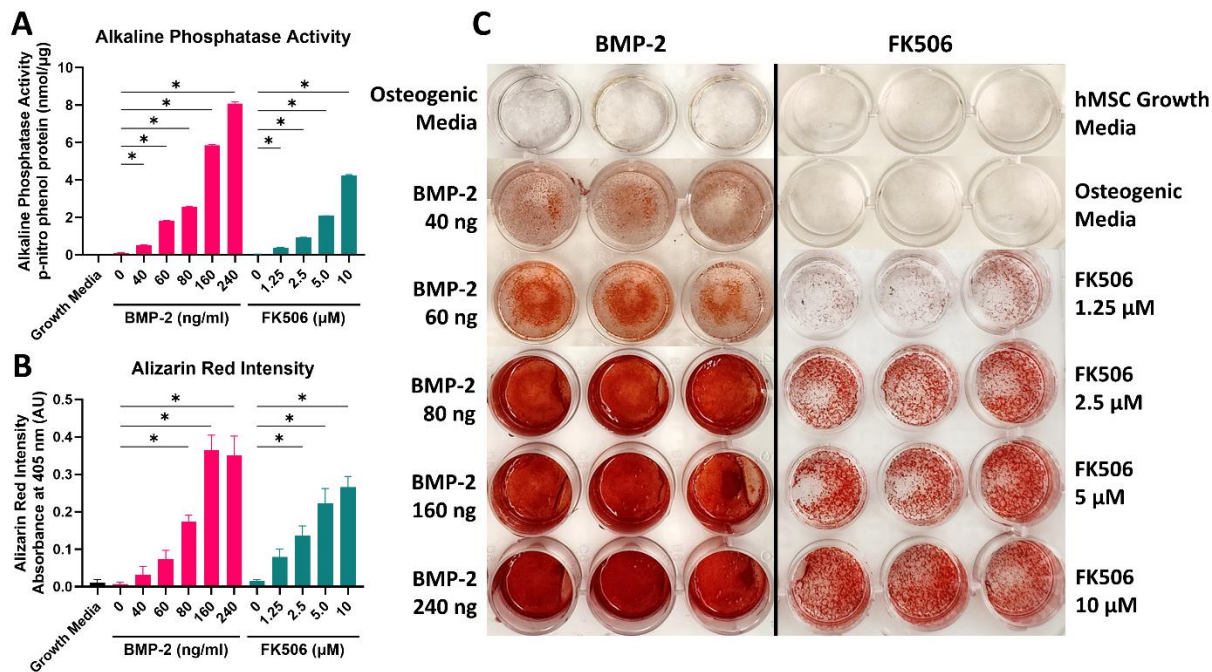 A
Alkaline Phosphatase Activity
Alkaline Phosphatase Activity
p-nitro phenol protein (nmol/µg)
10
8
6
4
2
0
*
*
*
*
*
*
*
*
*
Growth Media
0
40
60
80
160
240
0
1.25
2.5
5.0
10
BMP-2 (ng/ml)
FK506 (µM)
B
Alizarin Red Intensity
Alizarin Red Intensity
Absorbance at 405 nm (AU)
0.5
0.4
0.3
0.2
0.1
0.0
*
*
*
*
*
*
Growth Media
0
40
60
80
160
240
0
1.25
2.5
5.0
10
BMP-2 (ng/ml)
FK506 (µM)
C
BMP-2
FK506
Osteogenic
Media
BMP-2
40 ng
BMP-2
60 ng
BMP-2
80 ng
BMP-2
160 ng
BMP-2
240 ng
hMSC Growth
Media
Osteogenic
Media
FK506
1.25 µM
FK506
2.5 µM
FK506
5 µM
FK506
10 µM